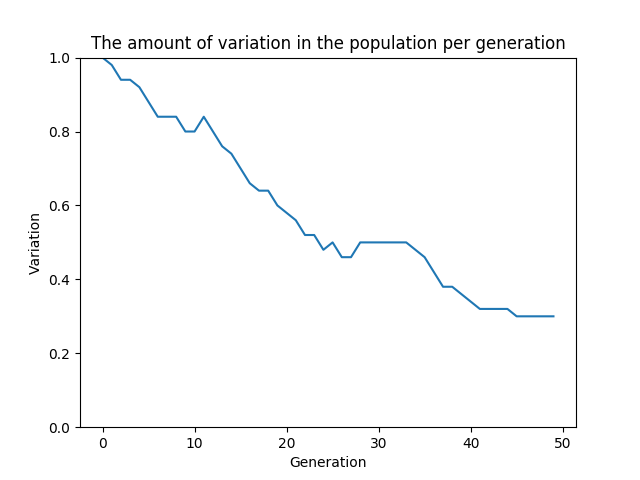 The amount of variation in the population per generation
1.0
0.8
0.6
0.4
0.2
0.0
Variation
0 10 20 30 40 50
Generation